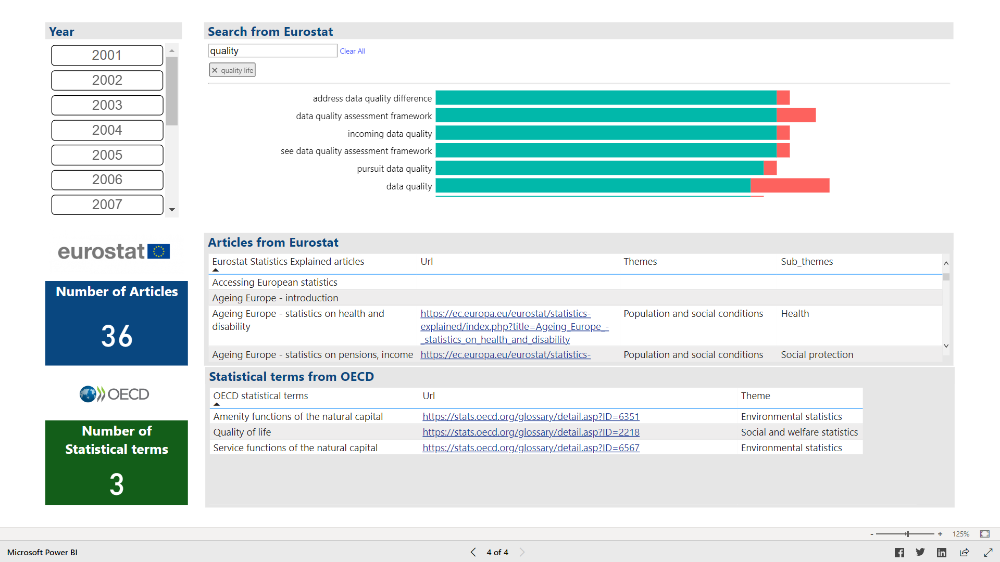 Year
2001
2002
2003
2004
2005
2006
2007
Search from Eurostat
quality
Clear All
quality life
address data quality difference
data quality assessment framework
incoming data quality
see data quality assessment framework
pursuit data quality
data quality
eurostat
Number of Articles
36
Articles from Eurostat
Eurostat Statistics Explained articles Url Themes Sub_themes
Accessing European statistics
Ageing Europe - introduction
Ageing Europe - statistics on health and https://ec.europa.eu/eurostat/statistics- Population and social conditions Health
disability explained/index.php?title=Ageing_Europe_-
_statistics_on_health_and_disability
Ageing Europe - statistics on pensions, income https://ec.europa.eu/eurostat/statistics- Population and social conditions Social protection
OECD
Number of
Statistical terms
3
Statistical terms from OECD
OECD statistical terms Url Theme
Amenity functions of the natural capital https://stats.oecd.org/glossary/detail.asp?ID=6351 Environmental statistics
Quality of life https://stats.oecd.org/glossary/detail.asp?ID=2218 Social and welfare statistics
Service functions of the natural capital https://stats.oecd.org/glossary/detail.asp?ID=6567 Environmental statistics
- + 125%
Microsoft Power BI
4 of 4